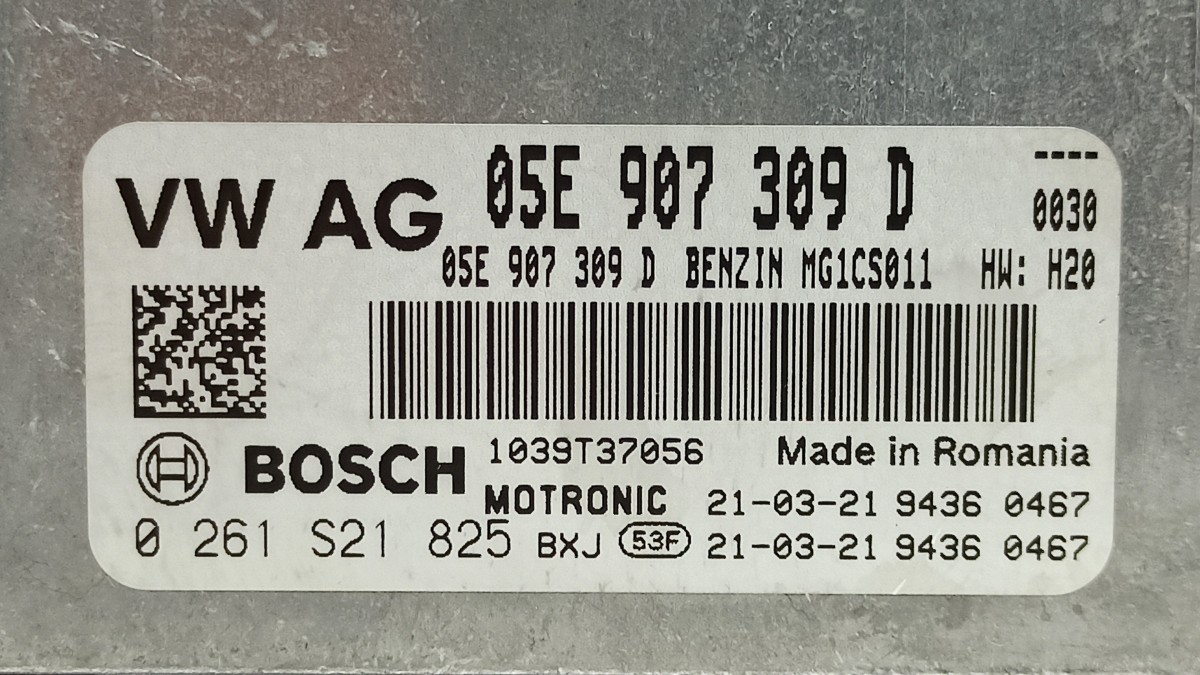 VW AG 05E 907 309 D ----
0030
05E 907 309 D BENZIN MG1CS011 HW: H20
BOSCH 1039T37056 Made in Romania
MOTRONIC 21-03-21 9436 0467
0 261 S21 825 BXJ 53F 21-03-21 9436 0467